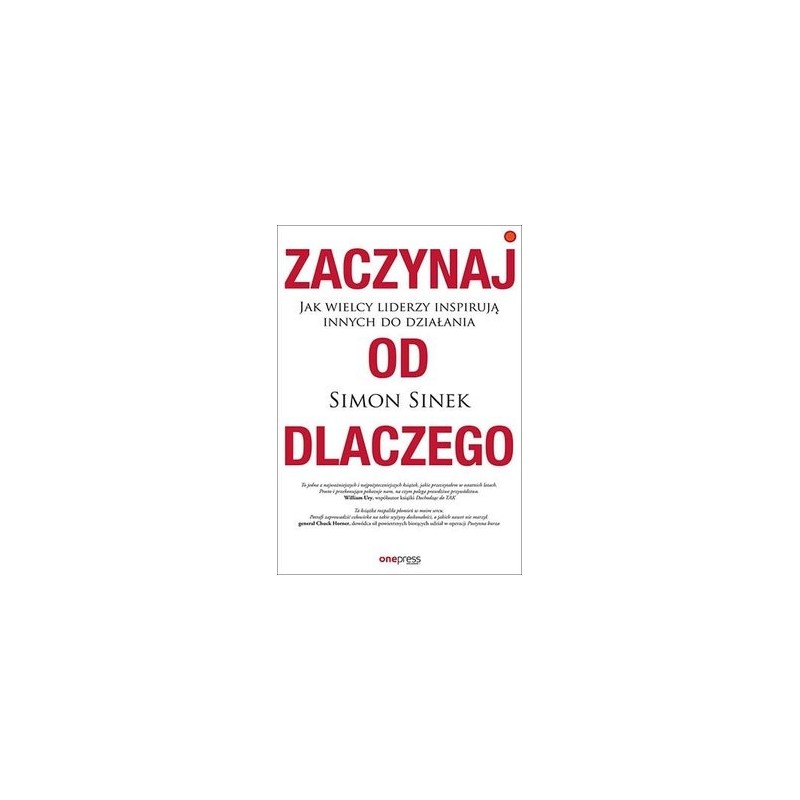 ZACZYNAJ
JAK WIELCY LIDERZY INSPIRUJĄ
INNYCH DO DZIAŁANIA
OD
SIMON SINEK
DLACZEGO
To jedna z najważniejszych i najpożyteczniejszych książek, jakie przeczytałem w ostatnich latach.
Prosto i przekonująco pokazuje nam, na czym polega prawdziwe przywództwo.
William Ury, współautor książki Dochodząc do TAK
Ta książka rozpaliła płomień w moim sercu.
Potrafi zaprowadzić człowieka na takie wyżyny doskonałości, o jakich nawet nie marzył.
generał Chuck Horner, dowódca sił powietrznych biorących udział w operacji Pustynna burza
onepress